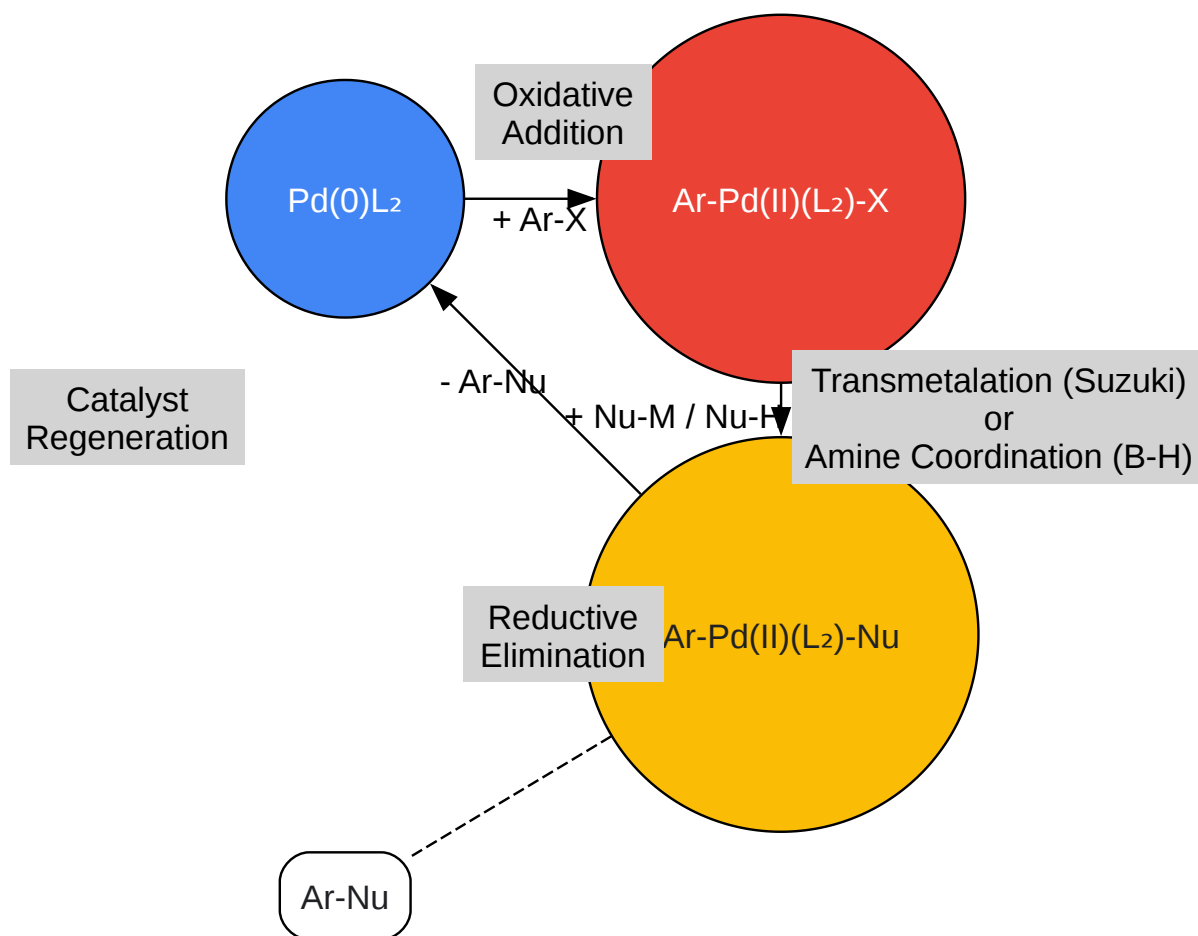 Oxidative
Addition
Pd(0)L₂
Ar-Pd(II)(L₂)-X
+ Ar-X
Transmetalation (Suzuki)
or
Amine Coordination (B-H)
- Ar-Nu
+ Nu-M / Nu-H
Catalyst
Regeneration
Reductive
Elimination
Ar-Pd(II)(L₂)-Nu
Ar-Nu